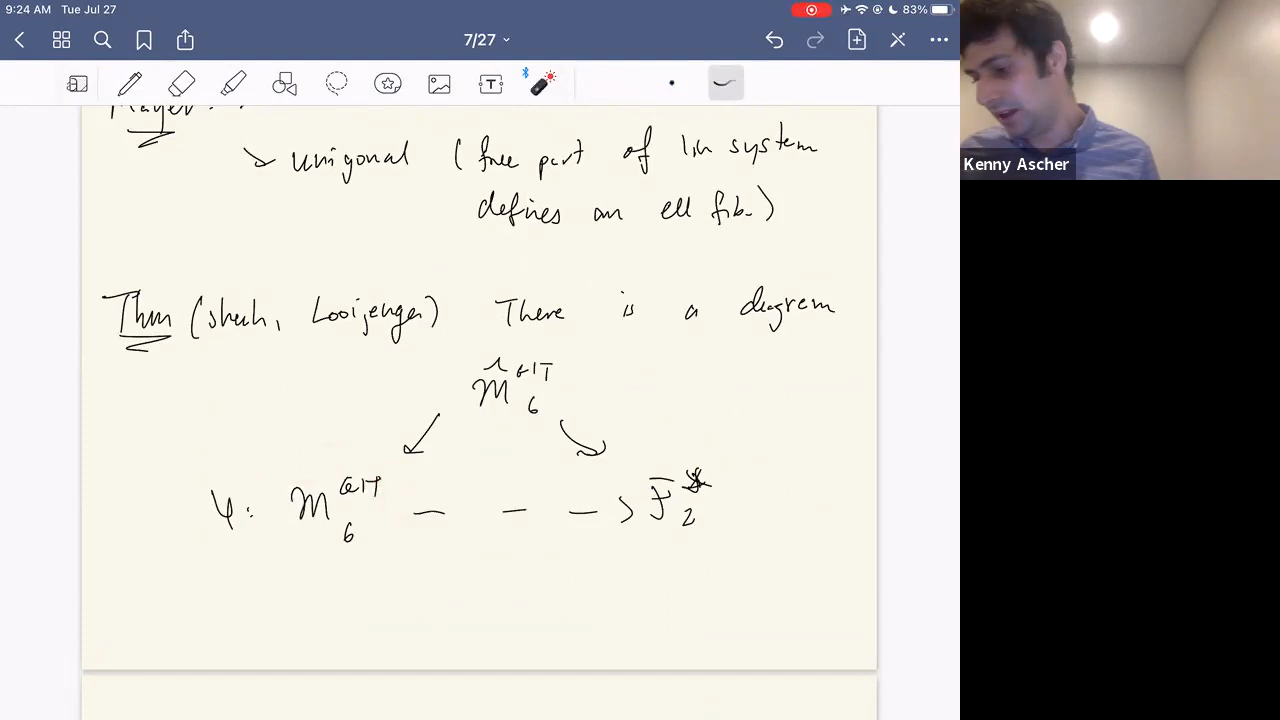 9:24 AM Tue Jul 27
83%
7/27
T
Kenny Ascher
Mayer:
↘ unigonal (free part of lin system
defines an ell fib.)
Thm (Shah, Looijenga) There is a diagram
M̂ GIT 6
ψ: M GIT 6 - - -> F * 2